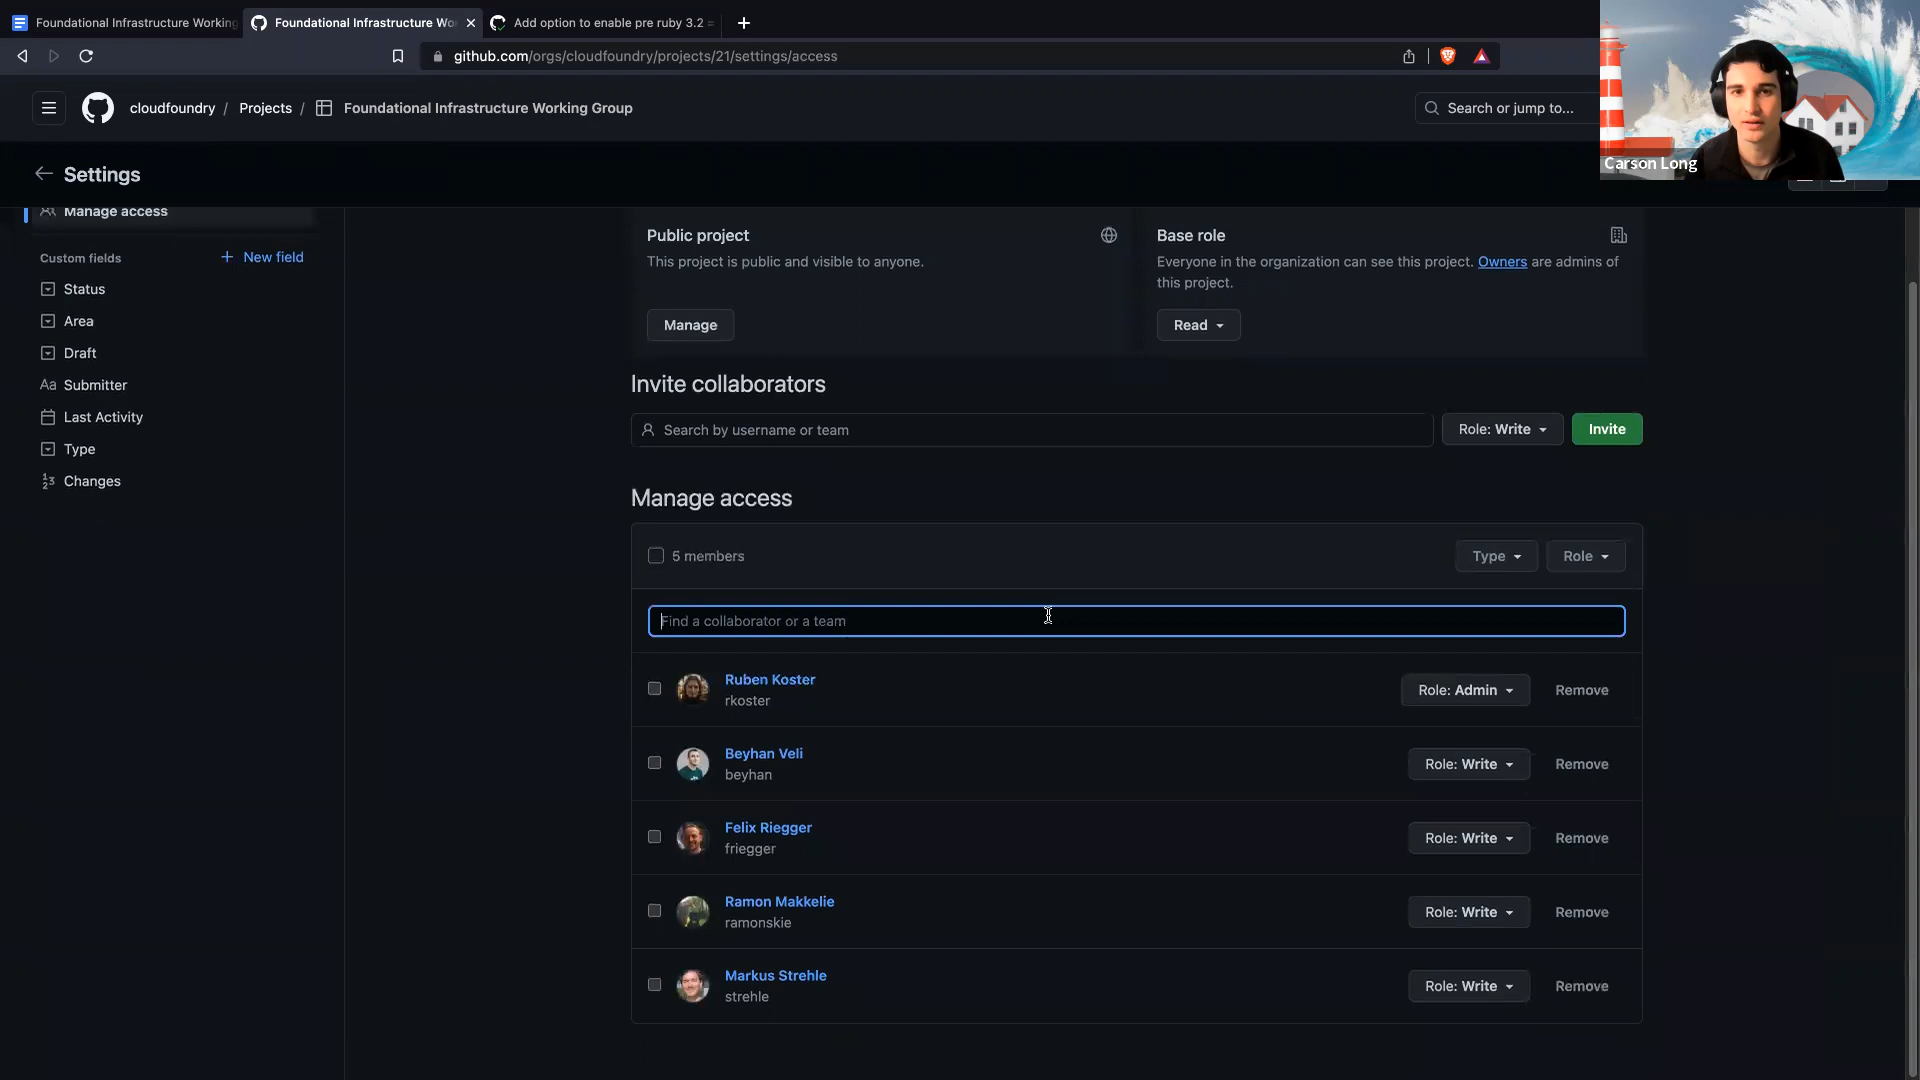 Foundational Infrastructure Working
Foundational Infrastructure Wo
Add option to enable pre ruby 3.2 =
github.com/orgs/cloudfoundry/projects/21/settings/access
cloudfoundry / Projects / Foundational Infrastructure Working Group
Search or jump to...
Carson Long
Settings
Manage access
Custom fields
New field
Status
Area
Draft
Aa Submitter
Last Activity
Type
Changes
Public project
This project is public and visible to anyone.
Manage
Base role
Everyone in the organization can see this project. Owners are admins of
this project.
Read
Invite collaborators
Search by username or team
Role: Write
Invite
Manage access
5 members
Type
Role
Find a collaborator or a team
Ruben Koster
rkoster
Role: Admin
Remove
Beyhan Veli
beyhan
Role: Write
Remove
Felix Riegger
friegger
Role: Write
Remove
Ramon Makkelie
ramonskie
Role: Write
Remove
Markus Strehle
strehle
Role: Write
Remove